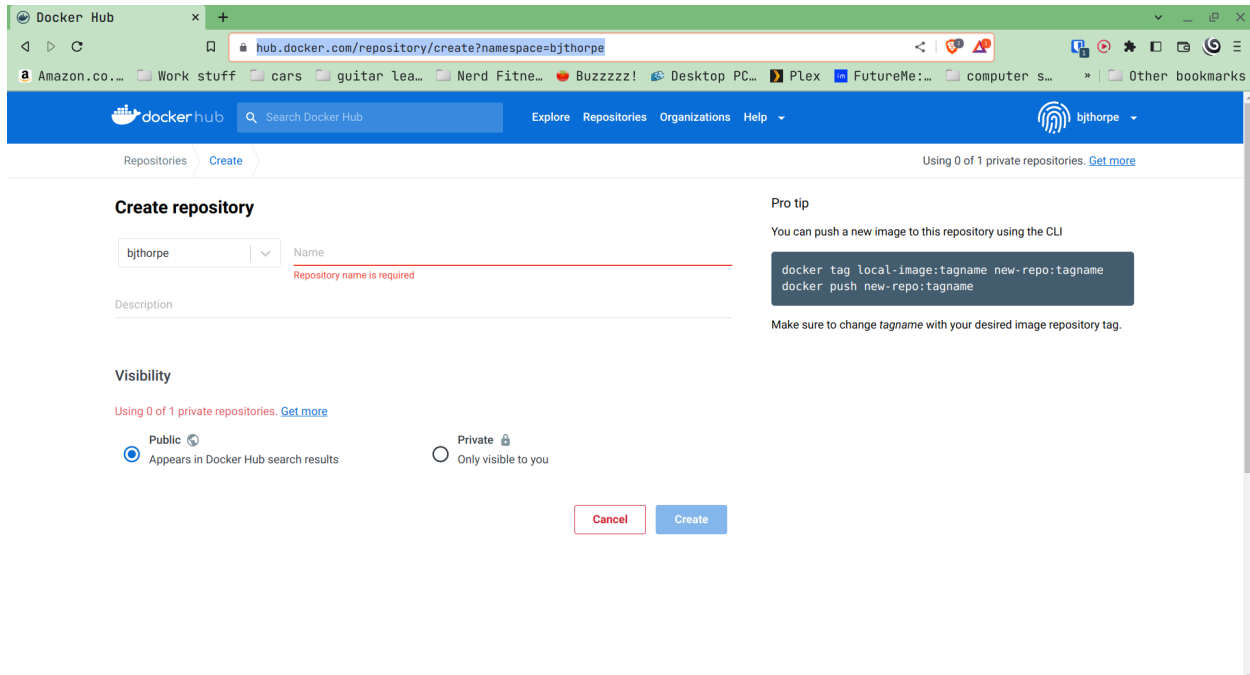 Docker Hub
hub.docker.com/repository/create?namespace=bjthorpe
Amazon.co.… Work stuff cars guitar lea… Nerd Fitne… Buzzzzz! Desktop PC… Plex FutureMe:… computer s… » Other bookmarks
dockerhub Search Docker Hub Explore Repositories Organizations Help bjthorpe
Repositories Create Using 0 of 1 private repositories. Get more
Create repository
bjthorpe Name
Repository name is required
Description
Visibility
Using 0 of 1 private repositories. Get more
Public Private
Appears in Docker Hub search results Only visible to you
Cancel Create
Pro tip
You can push a new image to this repository using the CLI
docker tag local-image:tagname new-repo:tagname
docker push new-repo:tagname
Make sure to change tagname with your desired image repository tag.